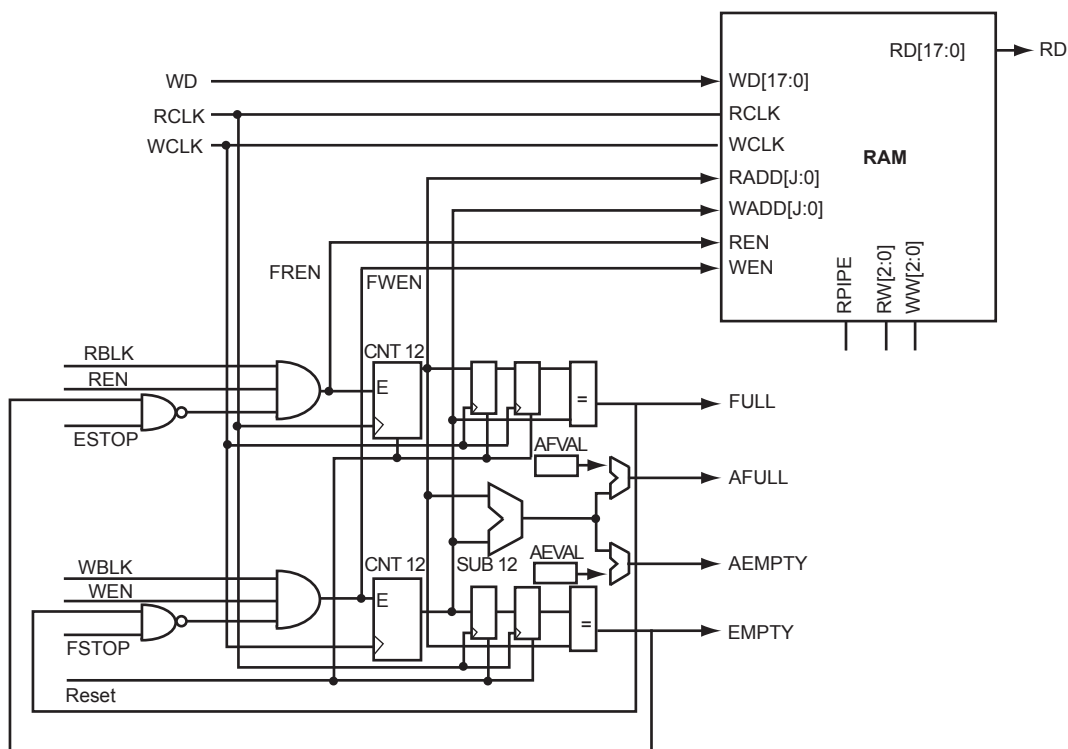 RD[17:0]
RD
WD
WD[17:0]
RCLK
RCLK
WCLK
WCLK
RAM
RADD[J:0]
WADD[J:0]
REN
FREN
FWEN
WEN
RPIPE
RW[2:0]
WW[2:0]
RBLK
CNT 12
REN
E
=
FULL
ESTOP
AFVAL
AFULL
WBLK
CNT 12
SUB 12
AEVAL
AEMPTY
WEN
E
=
EMPTY
FSTOP
Reset